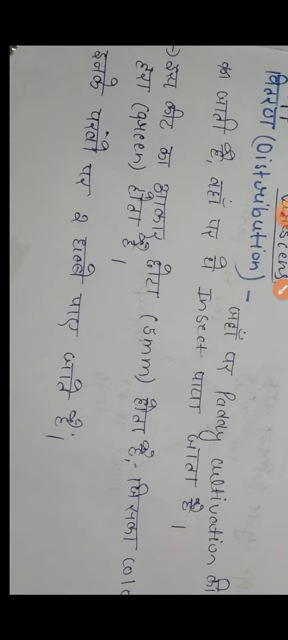 virescens
वितरण (Distribution) - जहाँ पर Paddy cultivation की
की जाती है, वहाँ पर ही Insect पाया जाता है।
→ इस कीट का आकार छोटा (5mm) होता है, जिसका colo
हरा (green) होता है।
इनके पंखों पर 2 धब्बे पाए जाते हैं।